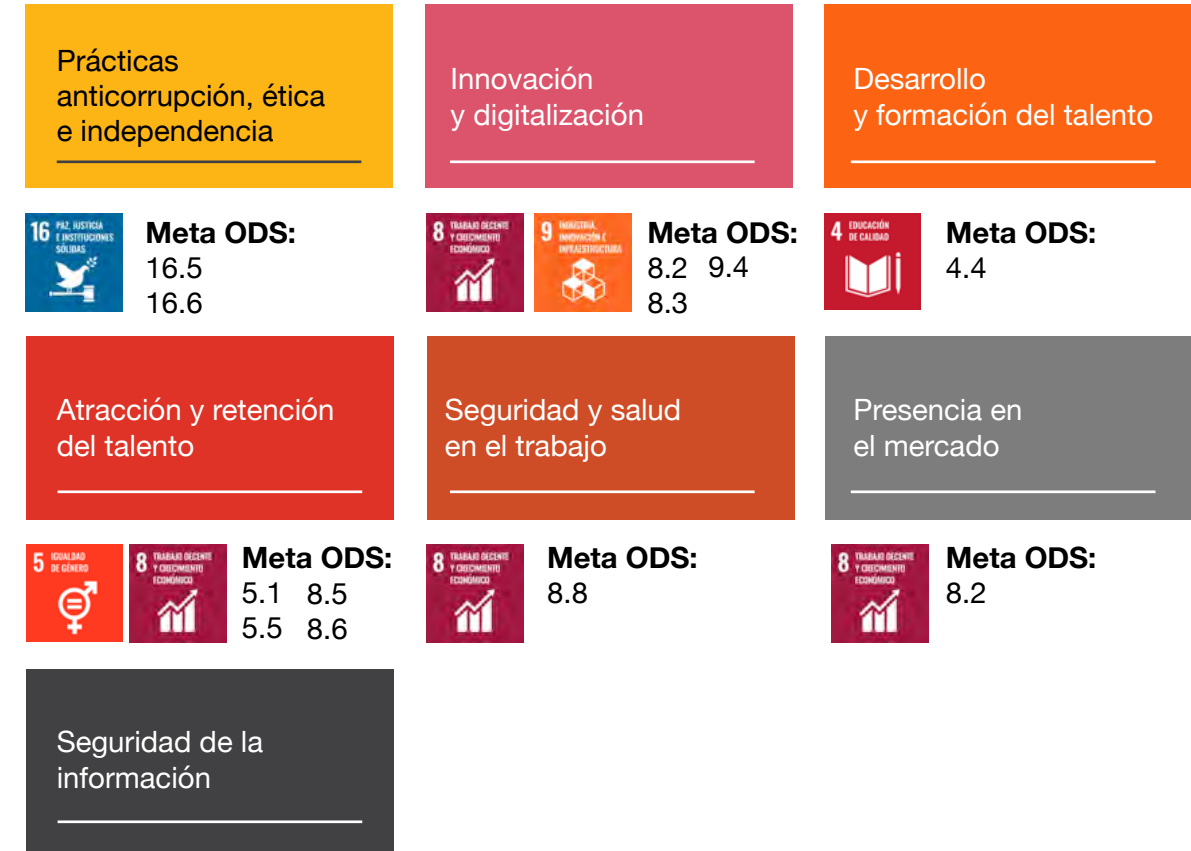 Prácticas
anticorrupción, ética
e independencia
Innovación
y digitalización
Desarrollo
y formación del talento
16 PAZ, JUSTICIA
E INSTITUCIONES
SÓLIDAS
Meta ODS:
16.5
16.6
8 TRABAJO DECENTE
Y CRECIMIENTO
ECONÓMICO
9 INDUSTRIA,
INNOVACIÓN E
INFRAESTRUCTURA
Meta ODS:
8.2 9.4
8.3
4 EDUCACIÓN
DE CALIDAD
Meta ODS:
4.4
Atracción y retención
del talento
Seguridad y salud
en el trabajo
Presencia en
el mercado
5 IGUALDAD
DE GÉNERO
8 TRABAJO DECENTE
Y CRECIMIENTO
ECONÓMICO
Meta ODS:
5.1 8.5
5.5 8.6
8 TRABAJO DECENTE
Y CRECIMIENTO
ECONÓMICO
Meta ODS:
8.8
8 TRABAJO DECENTE
Y CRECIMIENTO
ECONÓMICO
Meta ODS:
8.2
Seguridad de la
información